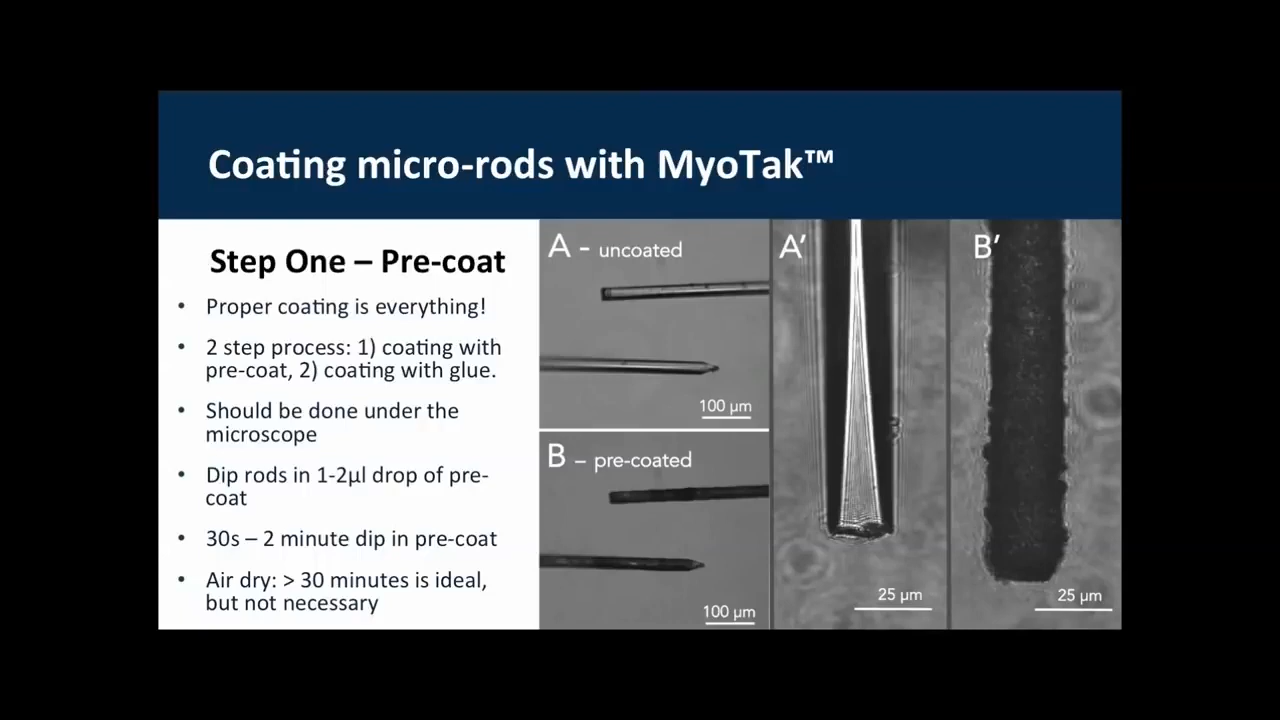 Coating micro-rods with MyoTak™
Step One – Pre-coat
• Proper coating is everything!
• 2 step process: 1) coating with
pre-coat, 2) coating with glue.
• Should be done under the
microscope
• Dip rods in 1-2µl drop of pre-
coat
• 30s – 2 minute dip in pre-coat
• Air dry: > 30 minutes is ideal,
but not necessary
A - uncoated
100 µm
B – pre-coated
100 µm
A’
25 µm
B’
25 µm